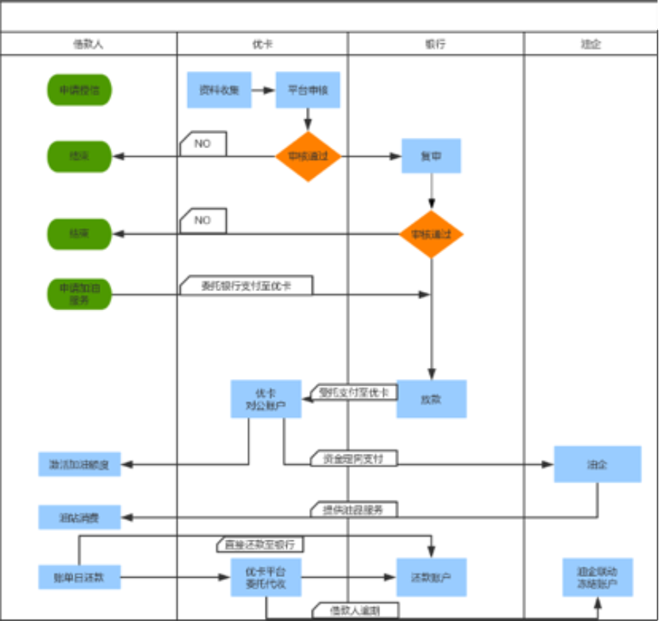 借款人
优卡
银行
油企
申请授信
资料收集
平台审核
NO
结束
审核通过
复审
NO
结束
审核通过
申请加油
服务
委托银行支付至优卡
优卡
对公账户
受托支付至优卡
放款
激活加油额度
资金现货支付
油企
油站消费
提供油品服务
直接还款至银行
账单日还款
优卡平台
委托代收
还款账户
油企联动
冻结账户
借款人逾期